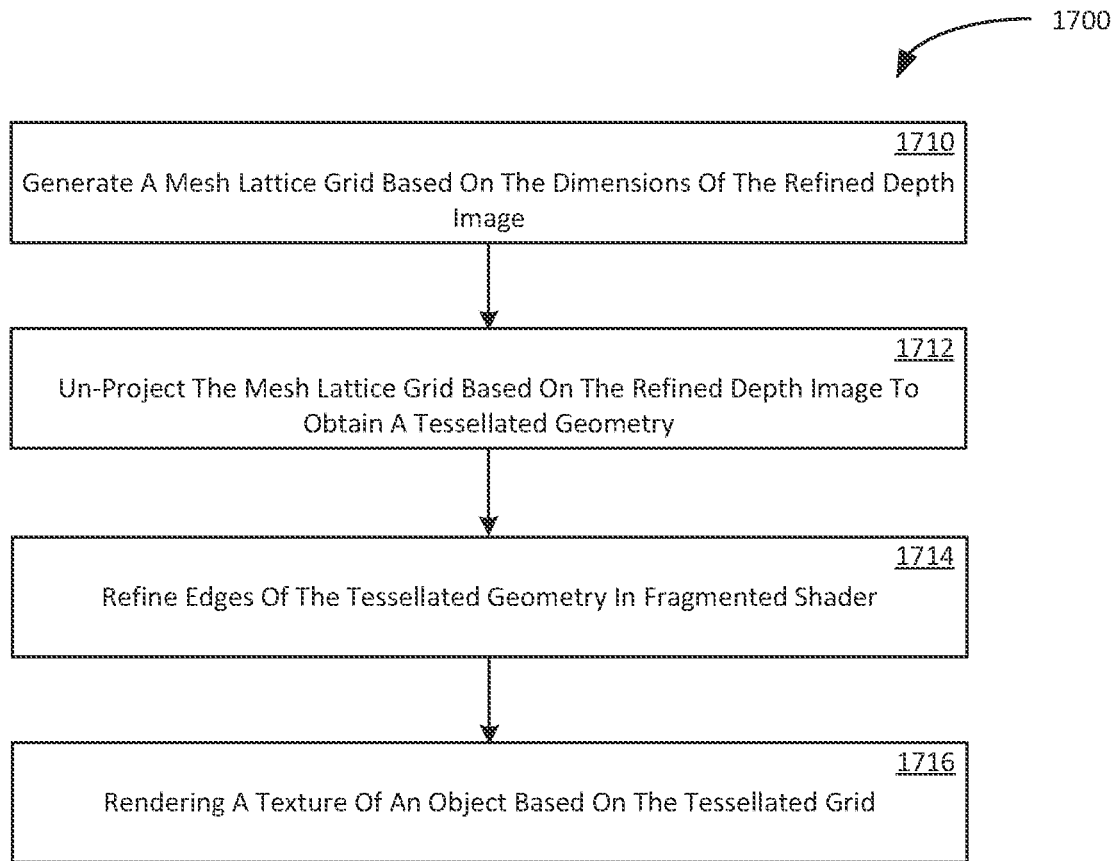 1700
1710
Generate A Mesh Lattice Grid Based On The Dimensions Of The Refined Depth
Image
1712
Un-Project The Mesh Lattice Grid Based On The Refined Depth Image To
Obtain A Tessellated Geometry
1714
Refine Edges Of The Tessellated Geometry In Fragmented Shader
1716
Rendering A Texture Of An Object Based On The Tessellated Grid